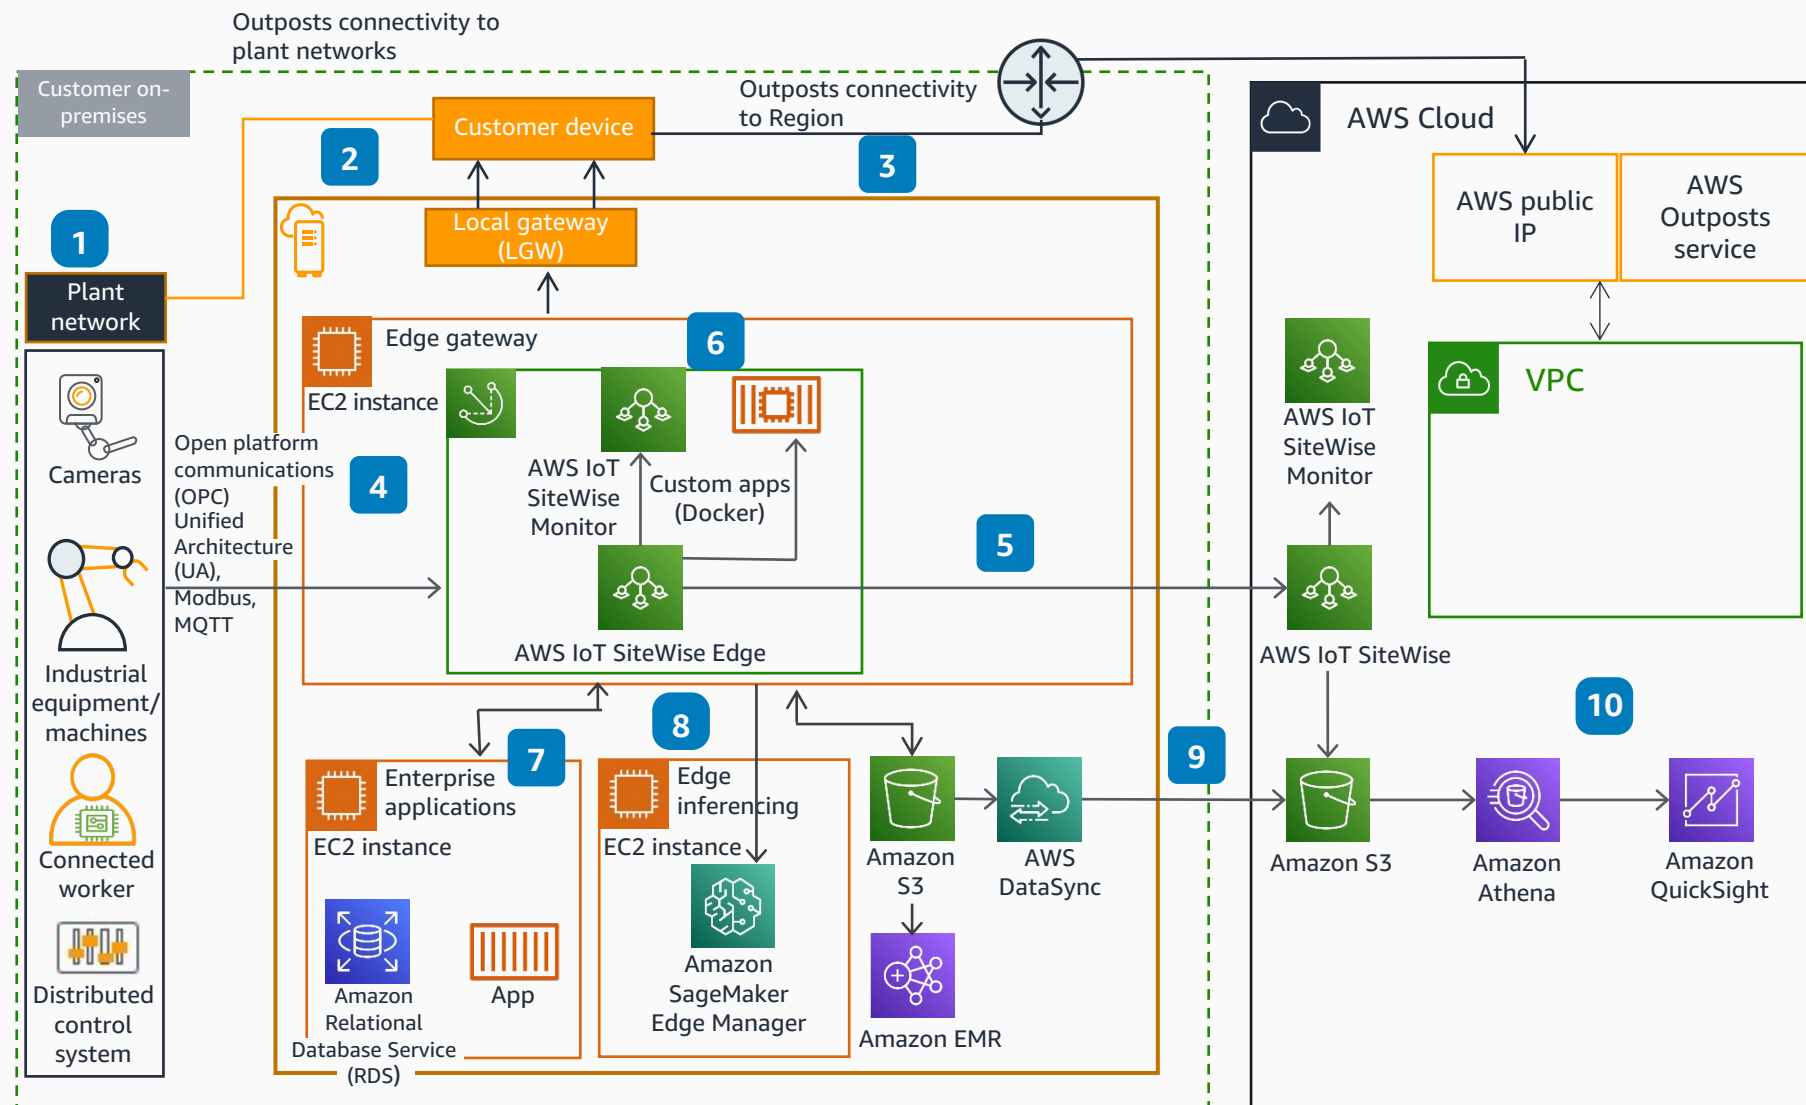 Outposts connectivity to
plant networks
Customer on-
premises
Customer device
Outposts connectivity
to Region
AWS Cloud
2
3
1
Local gateway
(LGW)
AWS public
IP
AWS
Outposts
service
Plant
network
Edge gateway
6
EC2 instance
VPC
AWS IoT
SiteWise
Monitor
Cameras
Open platform
communications
(OPC)
Unified
Architecture
(UA),
Modbus,
MQTT
4
AWS IoT
SiteWise
Monitor
Custom apps
(Docker)
5
AWS IoT SiteWise Edge
AWS IoT SiteWise
Industrial
equipment/
machines
7
8
9
10
Enterprise
applications
EC2 instance
Edge
inferencing
EC2 instance
Amazon
S3
AWS
DataSync
Amazon S3
Amazon
Athena
Amazon
QuickSight
Connected
worker
Amazon
Relational
Database Service
(RDS)
App
Amazon
SageMaker
Edge Manager
Amazon EMR
Distributed
control
system